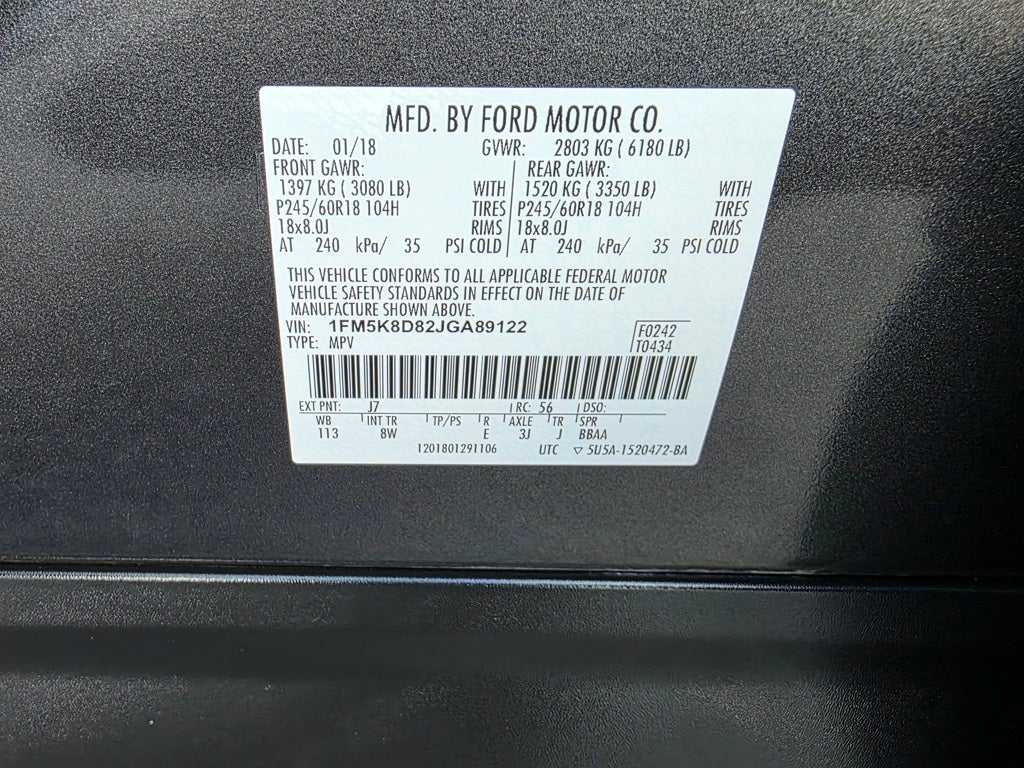 MFD. BY FORD MOTOR CO.
DATE: 01/18 GVWR: 2803 KG ( 6180 LB)
FRONT GAWR: REAR GAWR:
1397 KG ( 3080 LB) WITH 1520 KG ( 3350 LB) WITH
P245/60R18 104H TIRES P245/60R18 104H TIRES
18x8.0J RIMS 18x8.0J RIMS
AT 240 kPa/ 35 PSI COLD AT 240 kPa/ 35 PSI COLD
THIS VEHICLE CONFORMS TO ALL APPLICABLE FEDERAL MOTOR
VEHICLE SAFETY STANDARDS IN EFFECT ON THE DATE OF
MANUFACTURE SHOWN ABOVE.
VIN: 1FM5K8D82JGA89122 F0242
TYPE: MPV T0434
EXT PNT: J7 RC: 56 DSO:
WB INT TR TP/PS R AXLE TR SPR
113 8W E 3J J BBAA
1201801291106 UTC ▽ 5U5A-1520472-BA